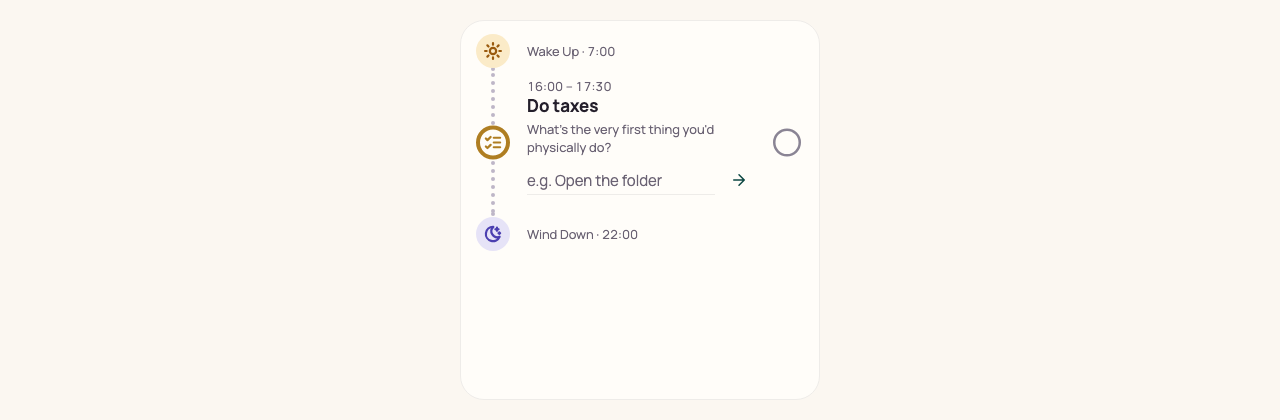 Wake Up · 7:00
16:00 – 17:30
Do taxes
What's the very first thing you'd
physically do?
e.g. Open the folder
Wind Down · 22:00